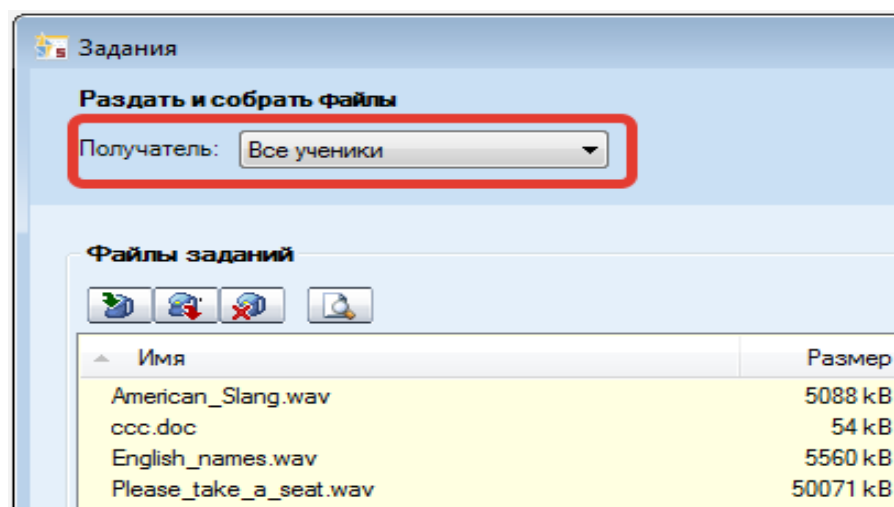 Задания
Раздать и собрать файлы
Получатель: Все ученики
Файлы заданий
Имя Размер
American_Slang.wav 5088 kB
ccc.doc 54 kB
English_names.wav 5560 kB
Please_take_a_seat.wav 50071 kB